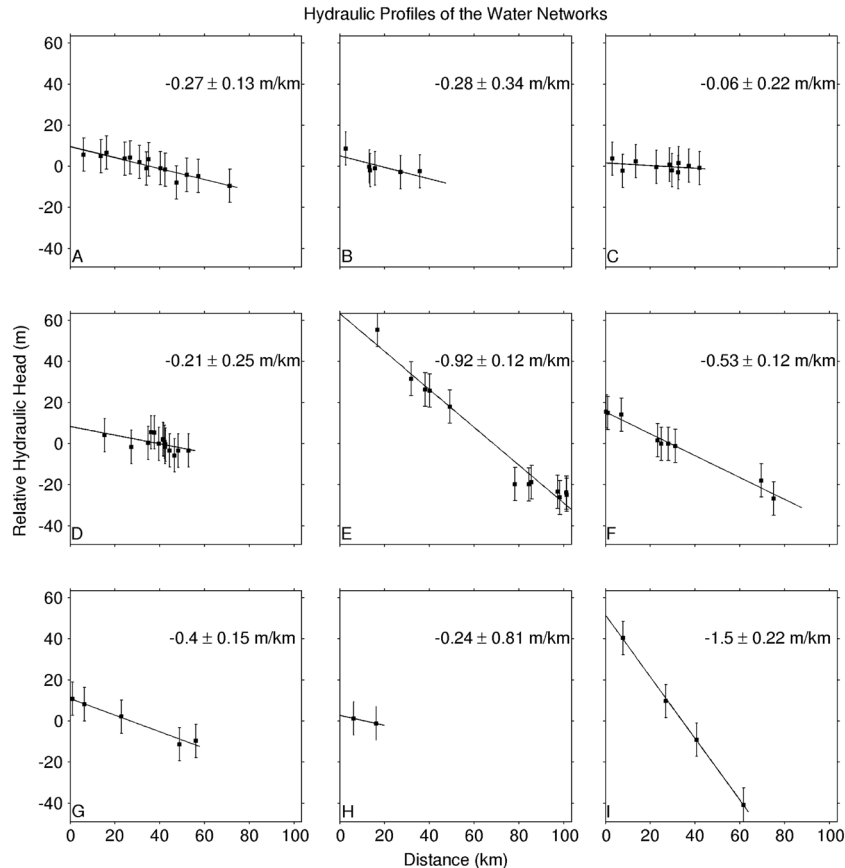 Hydraulic Profiles of the Water Networks
60
40
20
0
-20
-40
-0.27 ± 0.13 m/km
A
-0.28 ± 0.34 m/km
B
-0.06 ± 0.22 m/km
C
Relative Hydraulic Head (m)
60
40
20
0
-20
-40
-0.21 ± 0.25 m/km
D
-0.92 ± 0.12 m/km
E
-0.53 ± 0.12 m/km
F
60
40
20
0
-20
-40
-0.4 ± 0.15 m/km
G
-0.24 ± 0.81 m/km
H
-1.5 ± 0.22 m/km
I
0 20 40 60 80 100
0 20 40 60 80 100
0 20 40 60 80 100
Distance (km)